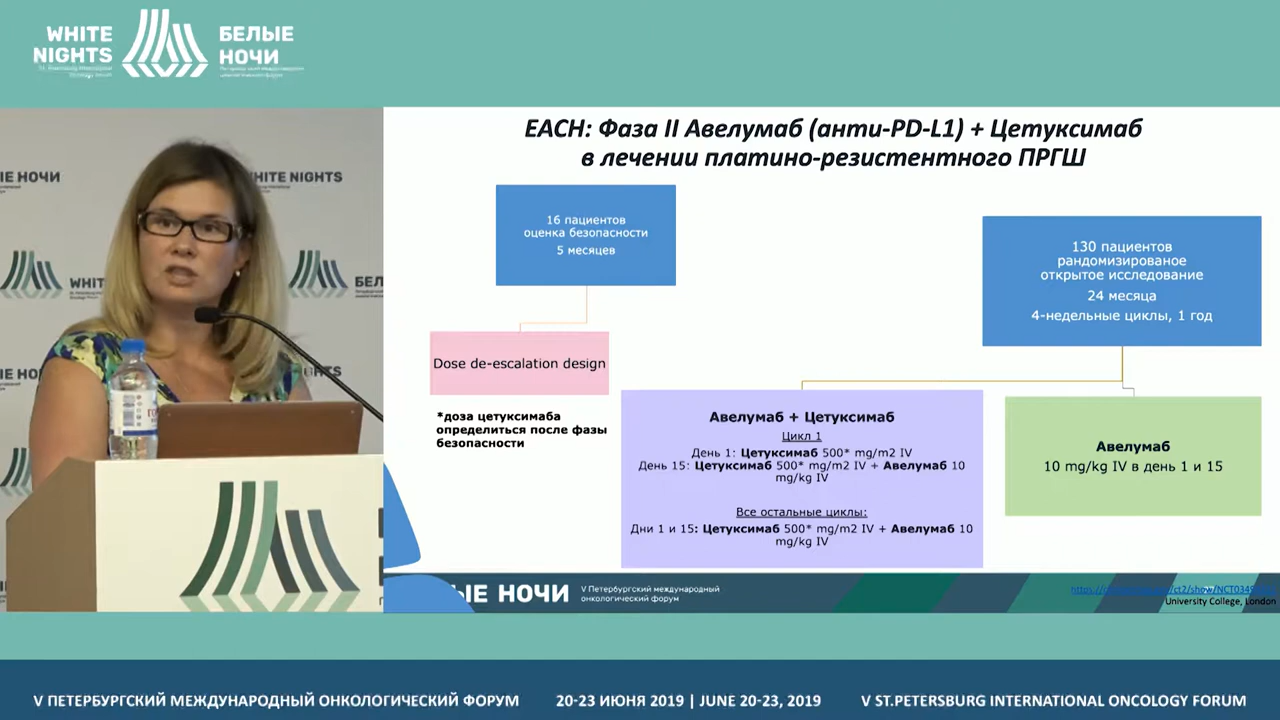 WHITE
NIGHTS
БЕЛЫЕ
НОЧИ
ЫЕ НОЧИ
WHITE NIGHTS
WHIT
БЕЛ
EACH: Фаза II Авелумаб (анти-PD-L1) + Цетуксимаб
в лечении платино-резистентного ПРГШ
16 пациентов
оценка безопасности
5 месяцев
130 пациентов
рандомизированое
открытое исследование
24 месяца
4-недельные циклы, 1 год
Dose de-escalation design
*доза цетуксимаба
определиться после фазы
безопасности
Авелумаб + Цетуксимаб
Цикл 1
День 1: Цетуксимаб 500* mg/m2 IV
День 15: Цетуксимаб 500* mg/m2 IV + Авелумаб 10
mg/kg IV
Все остальные циклы:
Дни 1 и 15: Цетуксимаб 500* mg/m2 IV + Авелумаб 10
mg/kg IV
Авелумаб
10 mg/kg IV в день 1 и 15
ЫЕ НОЧИ
V Петербургский международный
онкологический форум
University College, London
V ПЕТЕРБУРГСКИЙ МЕЖДУНАРОДНЫЙ ОНКОЛОГИЧЕСКИЙ ФОРУМ
20-23 ИЮНЯ 2019 | JUNE 20-23, 2019
V ST.PETERSBURG INTERNATIONAL ONCOLOGY FORUM